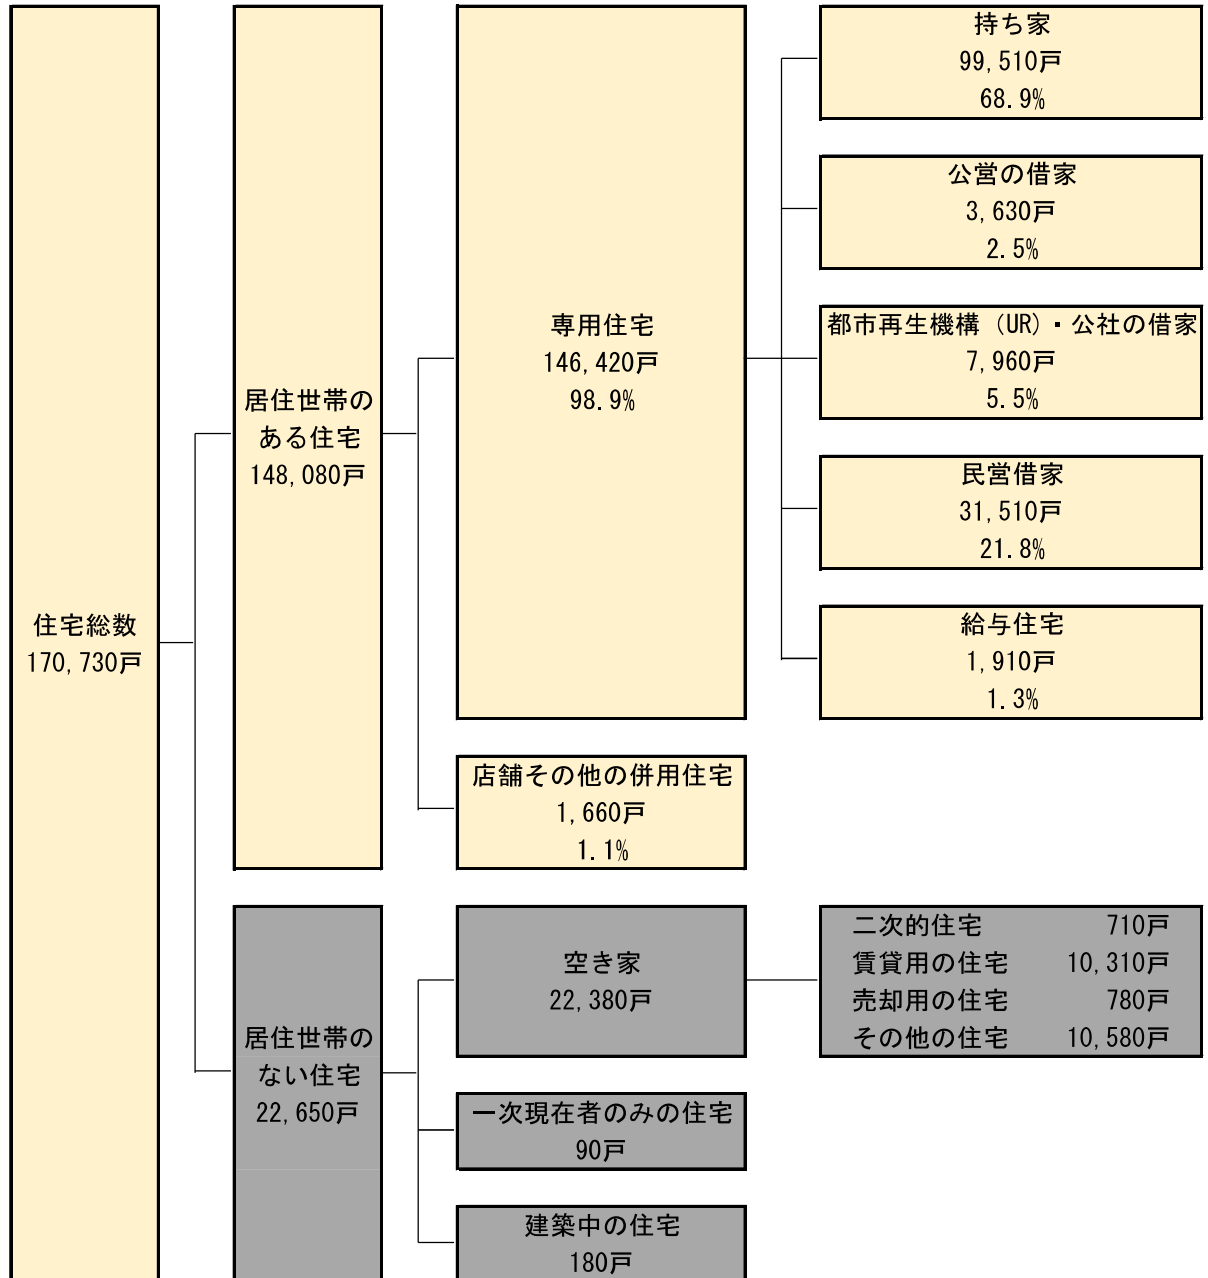 住宅総数
170,730戸
居住世帯の
ある住宅
148,080戸
専用住宅
146,420戸
98.9%
持ち家
99,510戸
68.9%
公営の借家
3,630戸
2.5%
都市再生機構（UR）・公社の借家
7,960戸
5.5%
民営借家
31,510戸
21.8%
給与住宅
1,910戸
1.3%
店舗その他の併用住宅
1,660戸
1.1%
居住世帯の
ない住宅
22,650戸
空き家
22,380戸
二次的住宅 710戸
賃貸用の住宅 10,310戸
売却用の住宅 780戸
その他の住宅 10,580戸
一次現在者のみの住宅
90戸
建築中の住宅
180戸